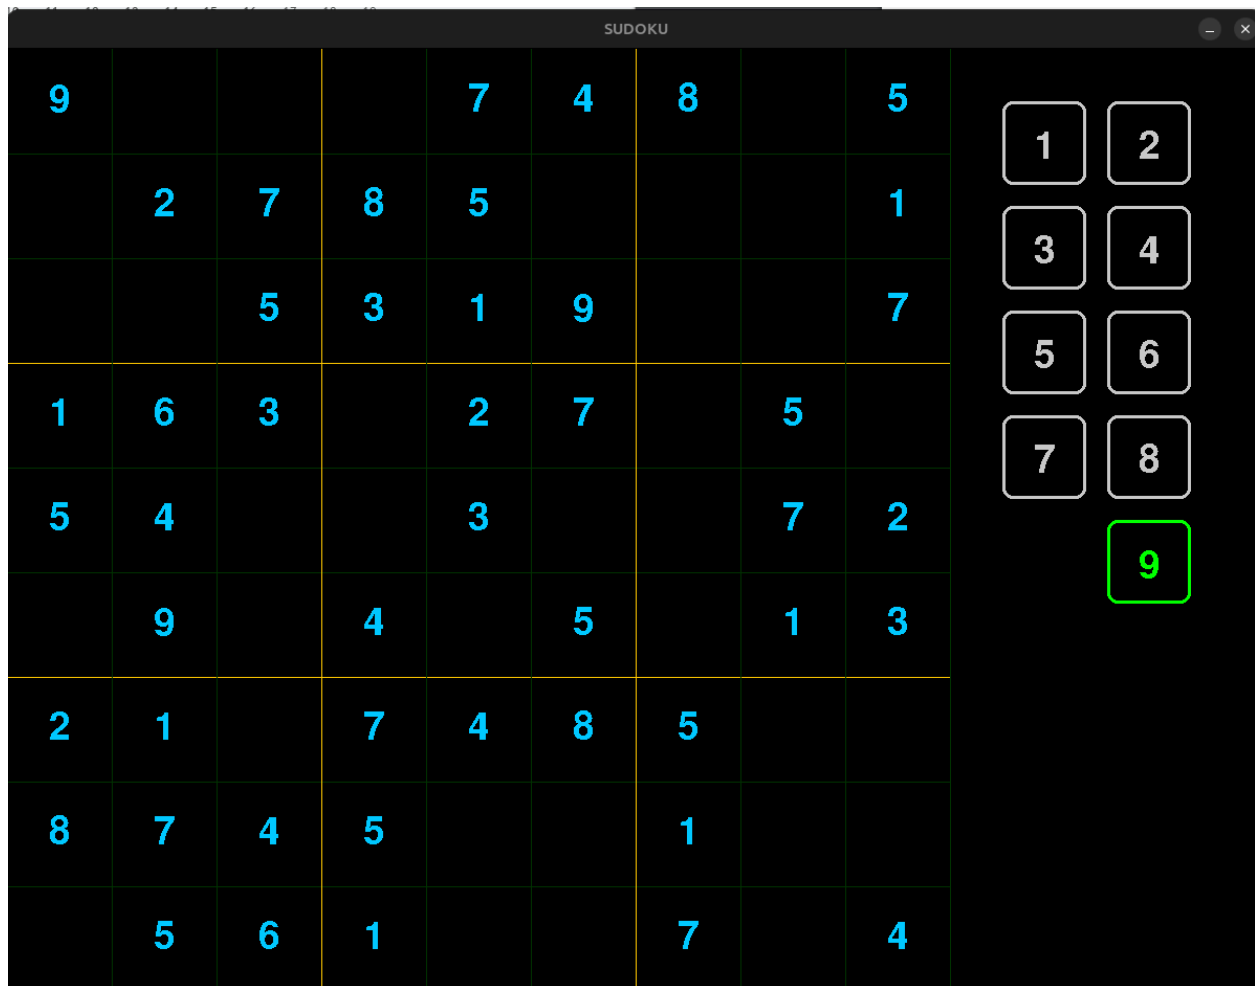 SUDOKU
9 7 4 8 5
1 2
2 7 8 5 1
3 4
5 3 1 9 7
5 6
1 6 3 2 7 5
7 8
5 4 3 7 2
9
9 4 5 1 3
2 1 7 4 8 5
8 7 4 5 1
5 6 1 7 4